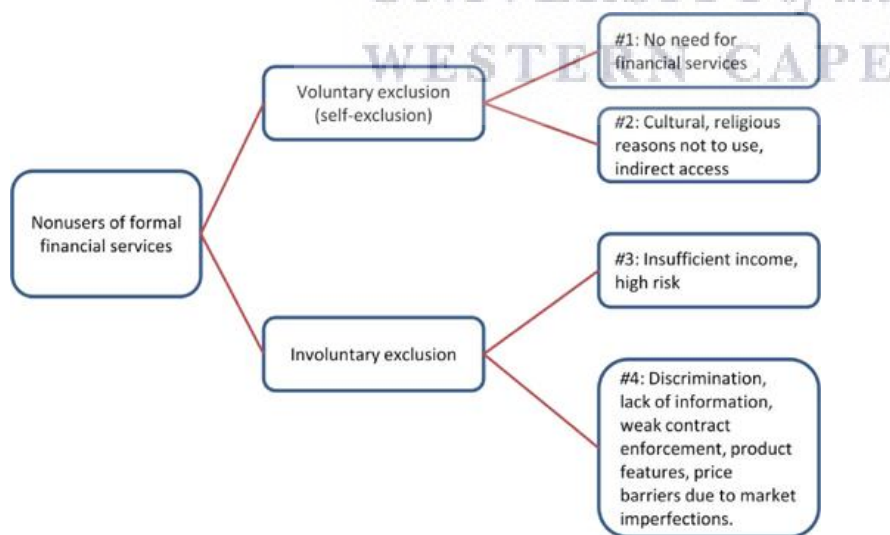 of the
WESTERN CAPE
#1: No need for
financial services
Voluntary exclusion
(self-exclusion)
#2: Cultural, religious
reasons not to use,
indirect access
Nonusers of formal
financial services
#3: Insufficient income,
high risk
Involuntary exclusion
#4: Discrimination,
lack of information,
weak contract
enforcement, product
features, price
barriers due to market
imperfections.